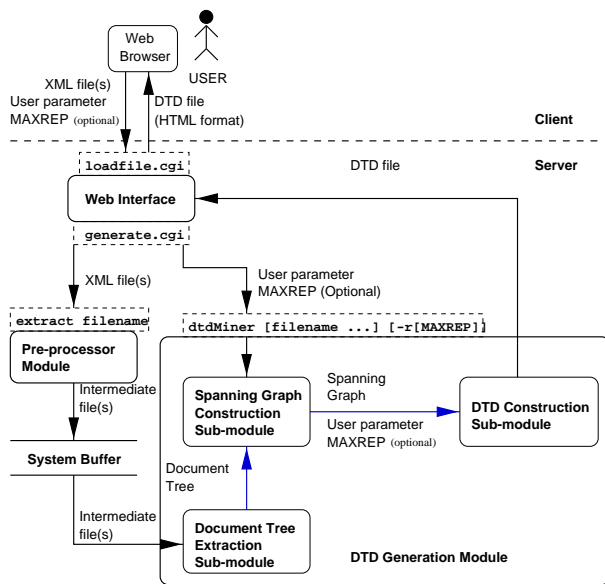 Web
Browser
USER
XML file(s)
User parameter
MAXREP (optional)
DTD file
(HTML format)
Client
loadfile.cgi
DTD file
Server
Web Interface
generate.cgi
XML file(s)
User parameter
MAXREP (Optional)
extract filename
dtdMiner [filename ...] [-r[MAXREP]]
Pre-processor
Module
Intermediate
file(s)
Spanning Graph
Construction
Sub-module
Spanning
Graph
User parameter
MAXREP (optional)
DTD Construction
Sub-module
System Buffer
Document
Tree
Intermediate
file(s)
Document Tree
Extraction
Sub-module
DTD Generation Module